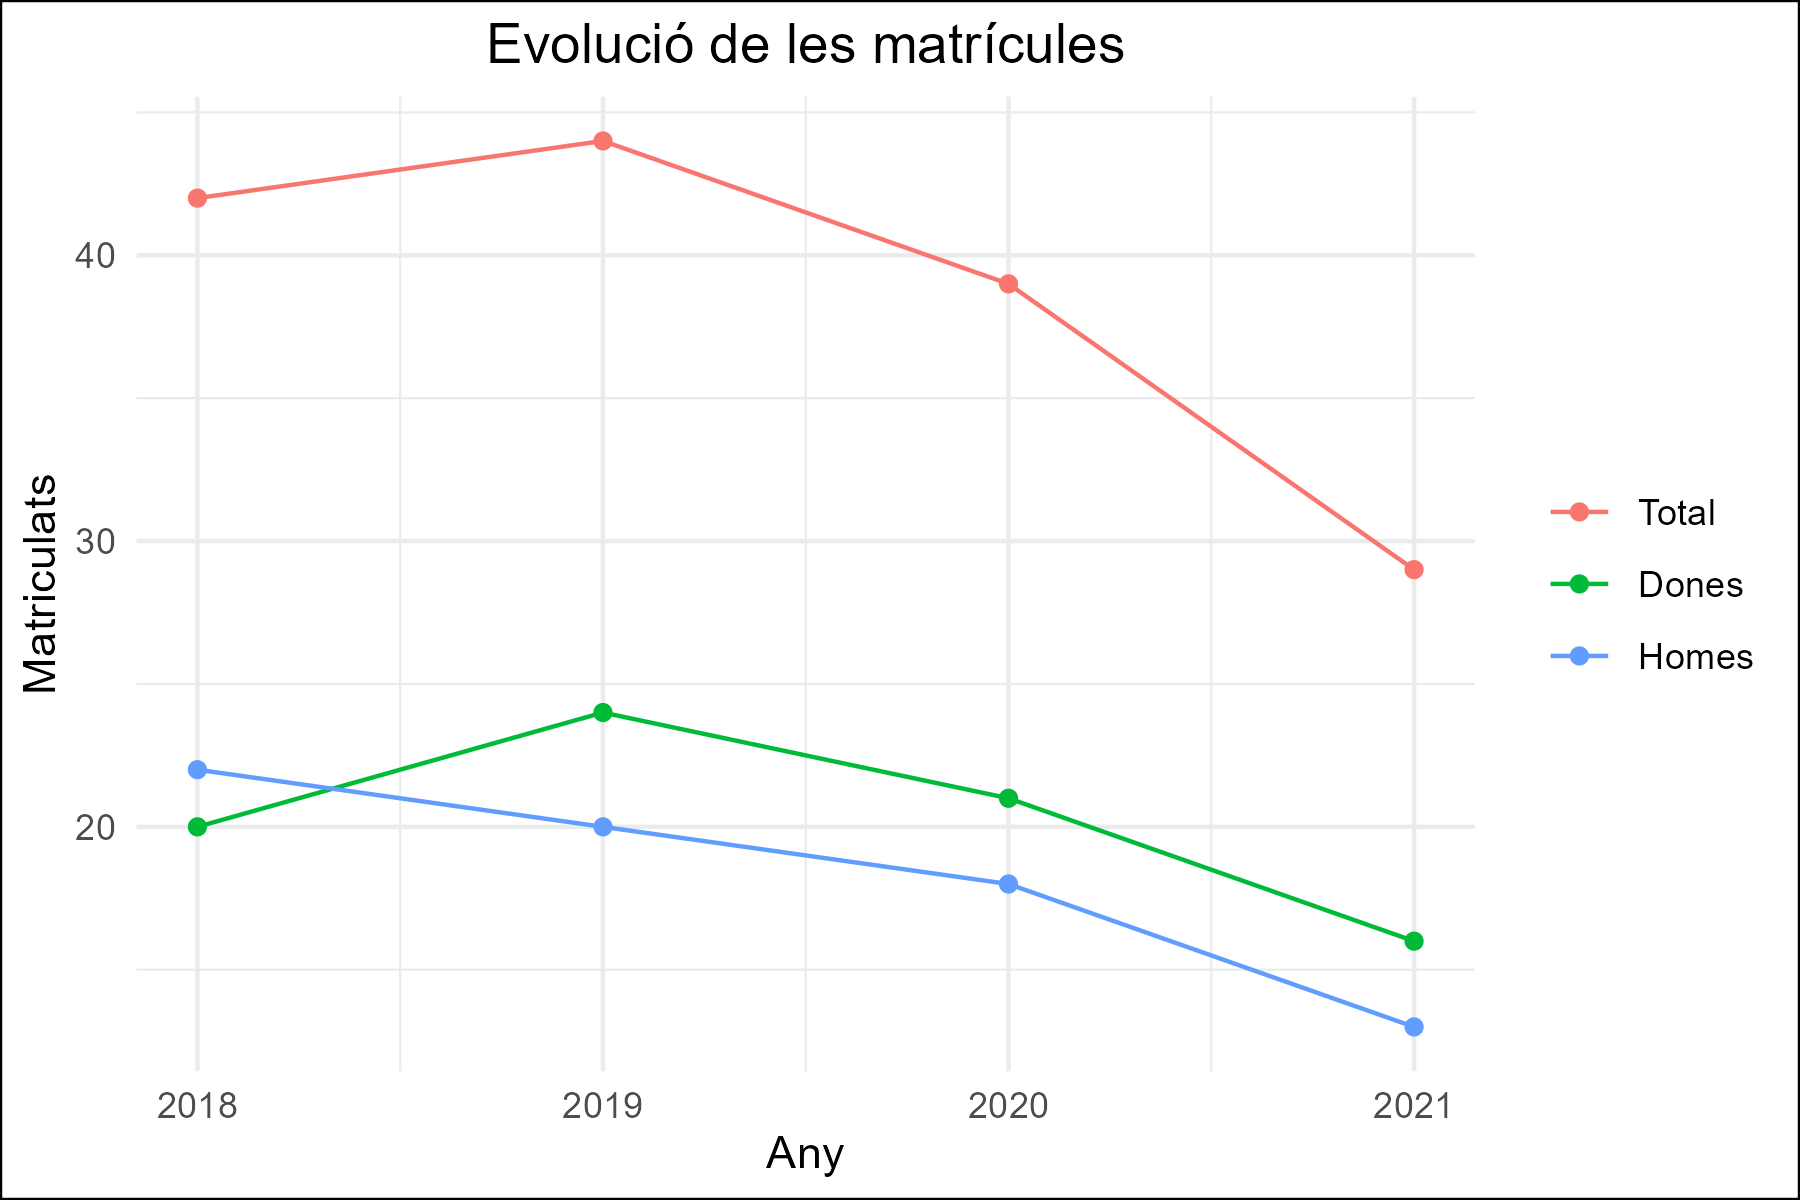 Evolució de les matrícules
Matriculats
40
30
20
2018
2019
2020
2021
Any
Total
Dones
Homes